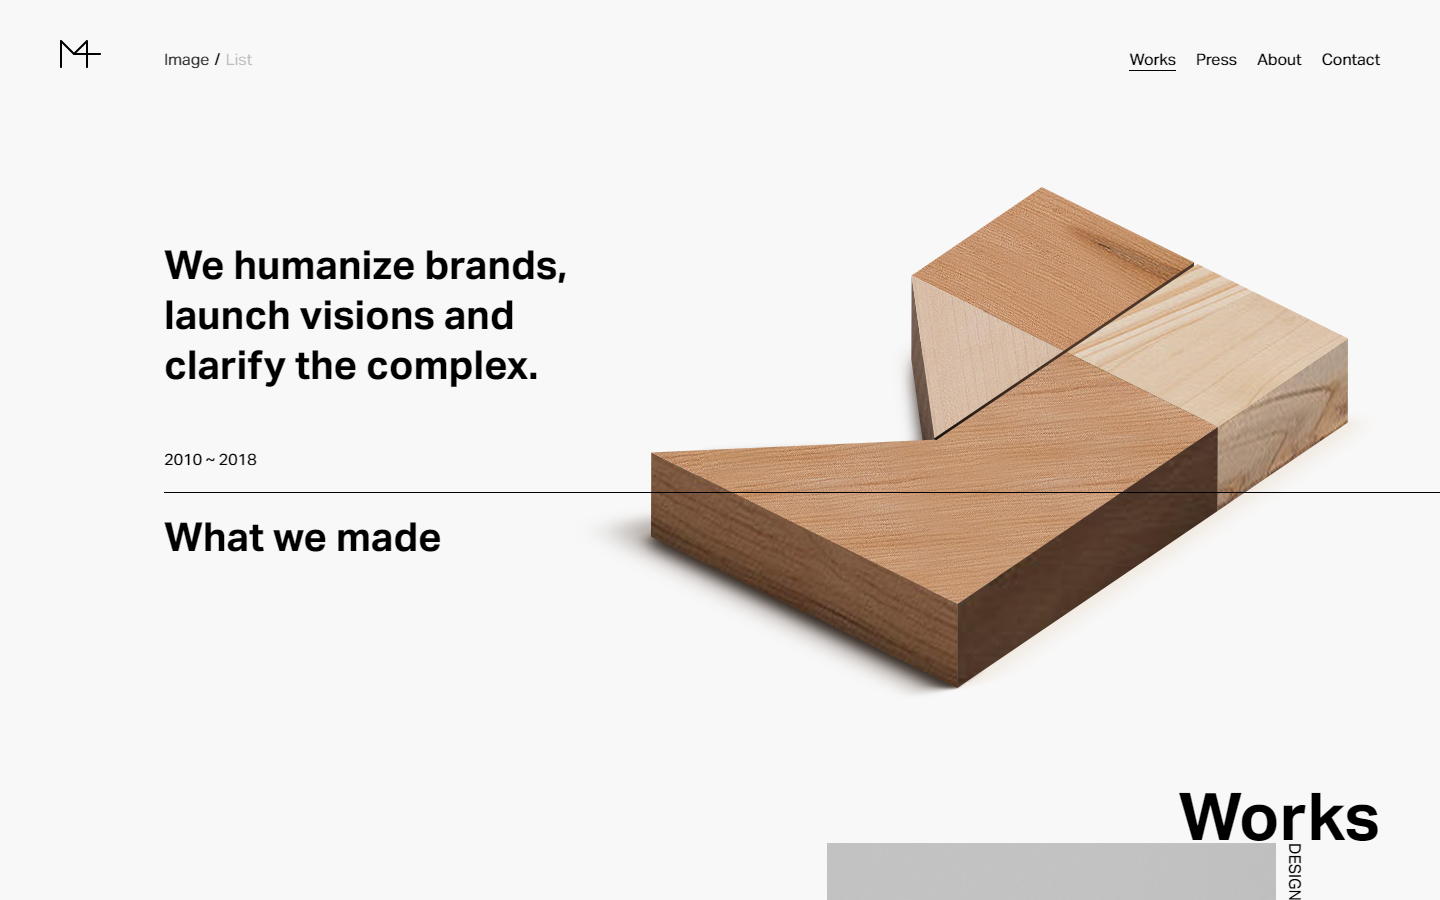 Image / List
Works Press About Contact
We humanize brands,
launch visions and
clarify the complex.
2010 ~ 2018
What we made
Works
DESIGN